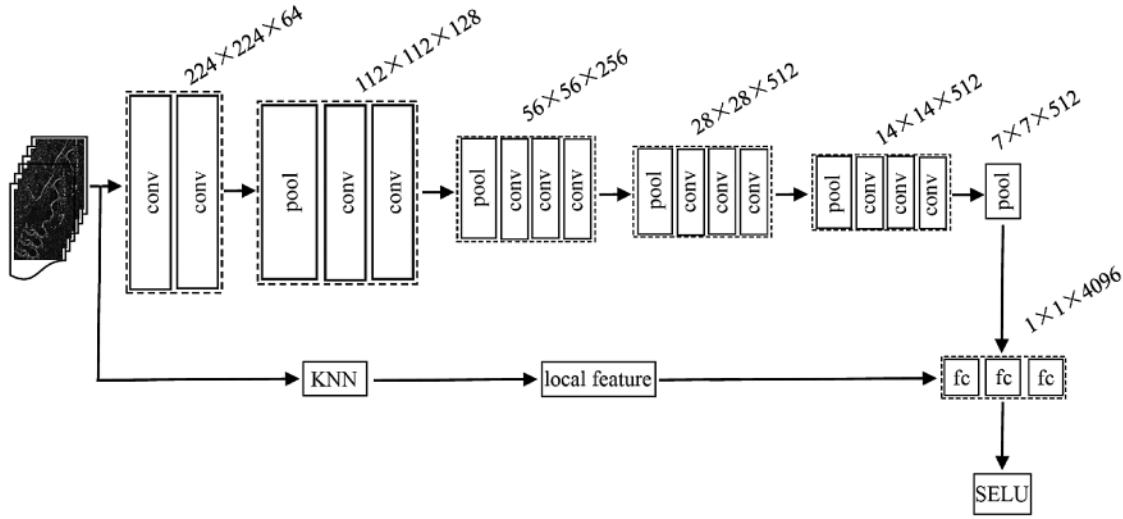 224×224×64
112×112×128
56×56×256
28×28×512
14×14×512
7×7×512
conv
conv
pool
conv
conv
pool
conv
conv
conv
pool
conv
conv
conv
pool
conv
conv
conv
pool
1×1×4096
KNN
local feature
fc
fc
fc
SELU